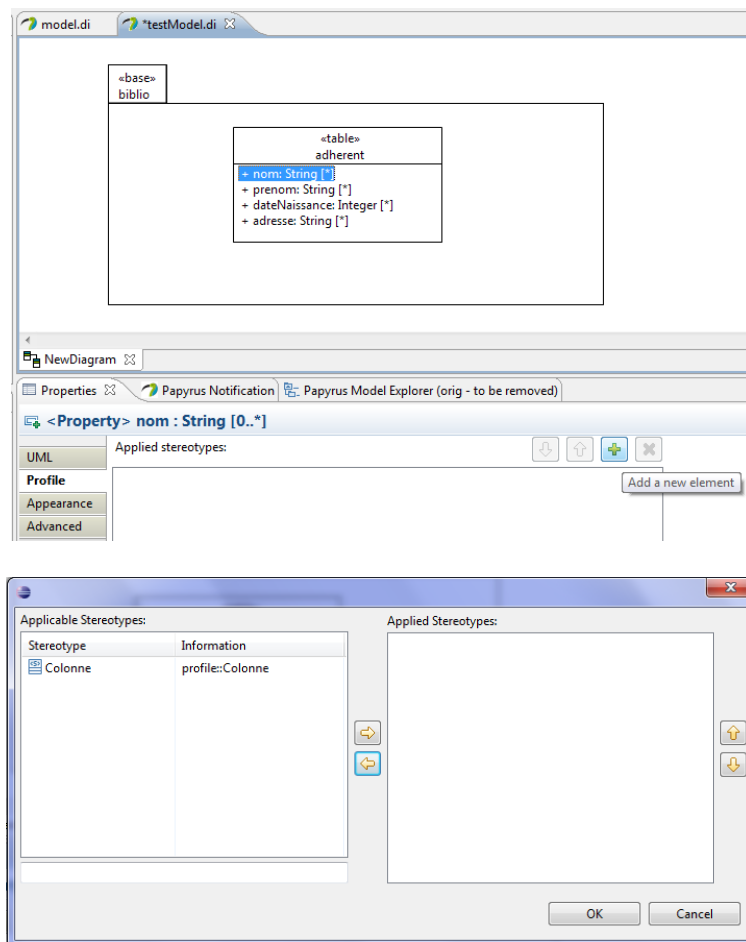 model.di
*testModel.di
«base»
biblio
«table»
adherent
+ nom: String [*]
+ prenom: String [*]
+ dateNaissance: Integer [*]
+ adresse: String [*]
NewDiagram
Properties
Papyrus Notification
Papyrus Model Explorer (orig - to be removed)
<Property> nom : String [0..*]
UML
Applied stereotypes:
Profile
Add a new element
Appearance
Advanced
Applicable Stereotypes:
Applied Stereotypes:
Stereotype Information
Colonne profile::Colonne
OK Cancel